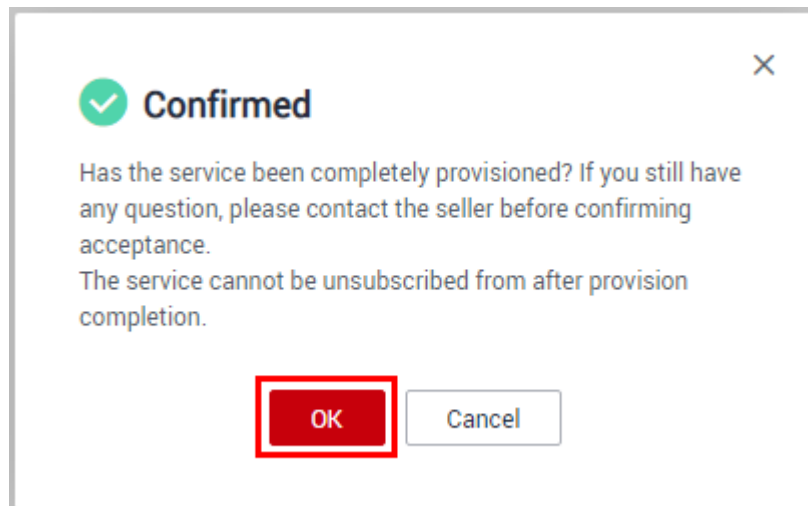 Confirmed
Has the service been completely provisioned? If you still have
any question, please contact the seller before confirming
acceptance.
The service cannot be unsubscribed from after provision
completion.
OK
Cancel